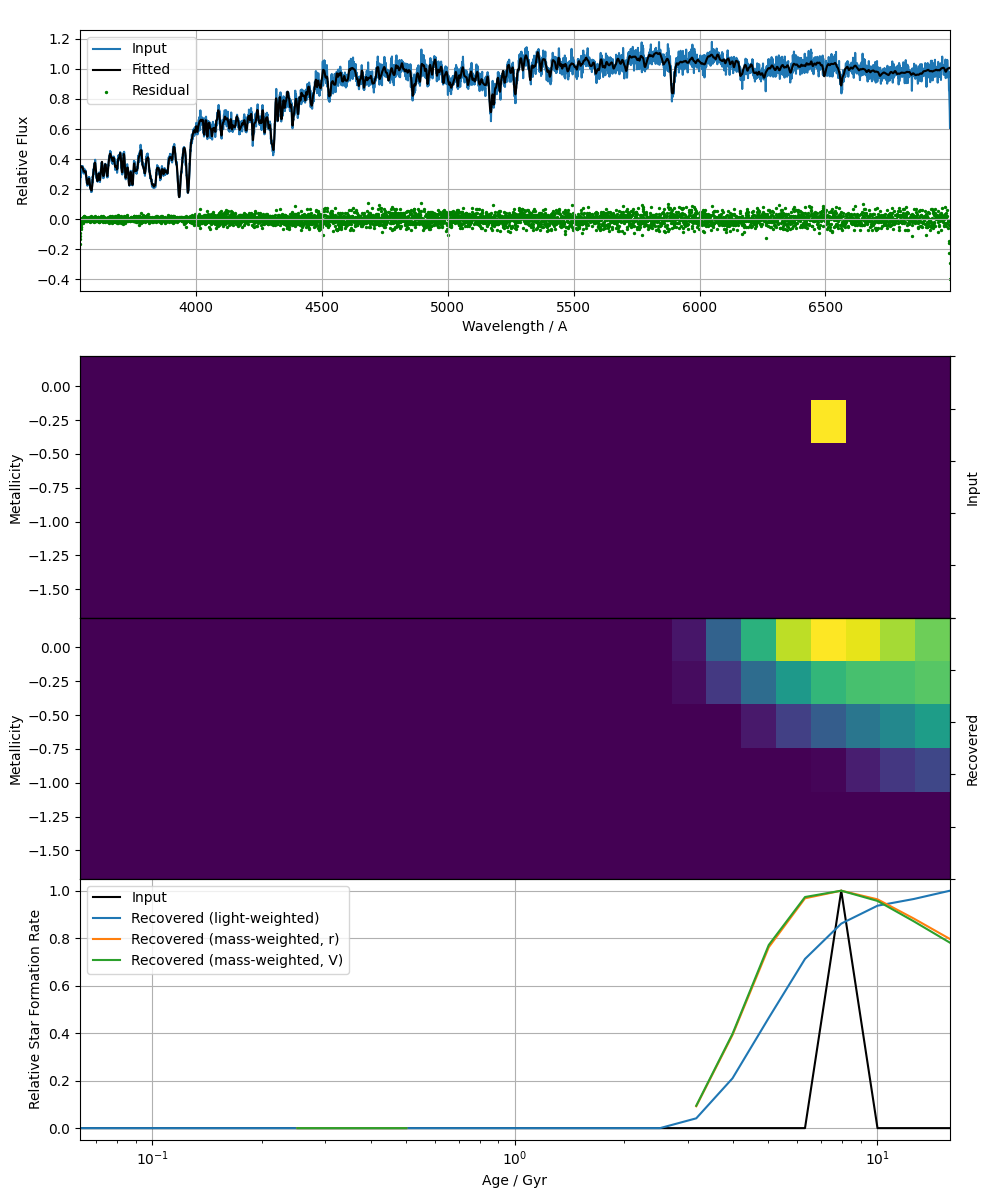 1.2
1.0
0.8
0.6
0.4
0.2
0.0
−0.2
−0.4
Relative Flux
Input
Fitted
Residual
4000
4500
5000
5500
6000
6500
Wavelength / A
0.00
−0.25
−0.50
−0.75
−1.00
−1.25
−1.50
Metallicity
Input
0.00
−0.25
−0.50
−0.75
−1.00
−1.25
−1.50
Metallicity
Recovered
1.0
0.8
0.6
0.4
0.2
0.0
Relative Star Formation Rate
Input
Recovered (light-weighted)
Recovered (mass-weighted, r)
Recovered (mass-weighted, V)
10⁻¹
10⁰
10¹
Age / Gyr